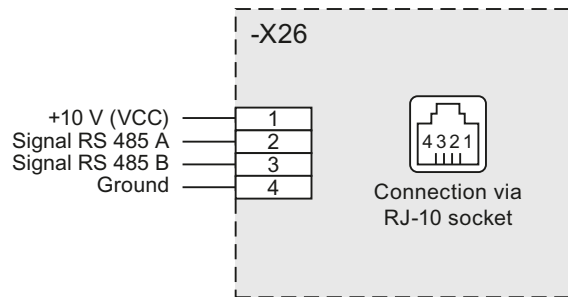 -X26
+10 V (VCC) 1
Signal RS 485 A 2
Signal RS 485 B 3
Ground 4
4321
Connection via
RJ-10 socket